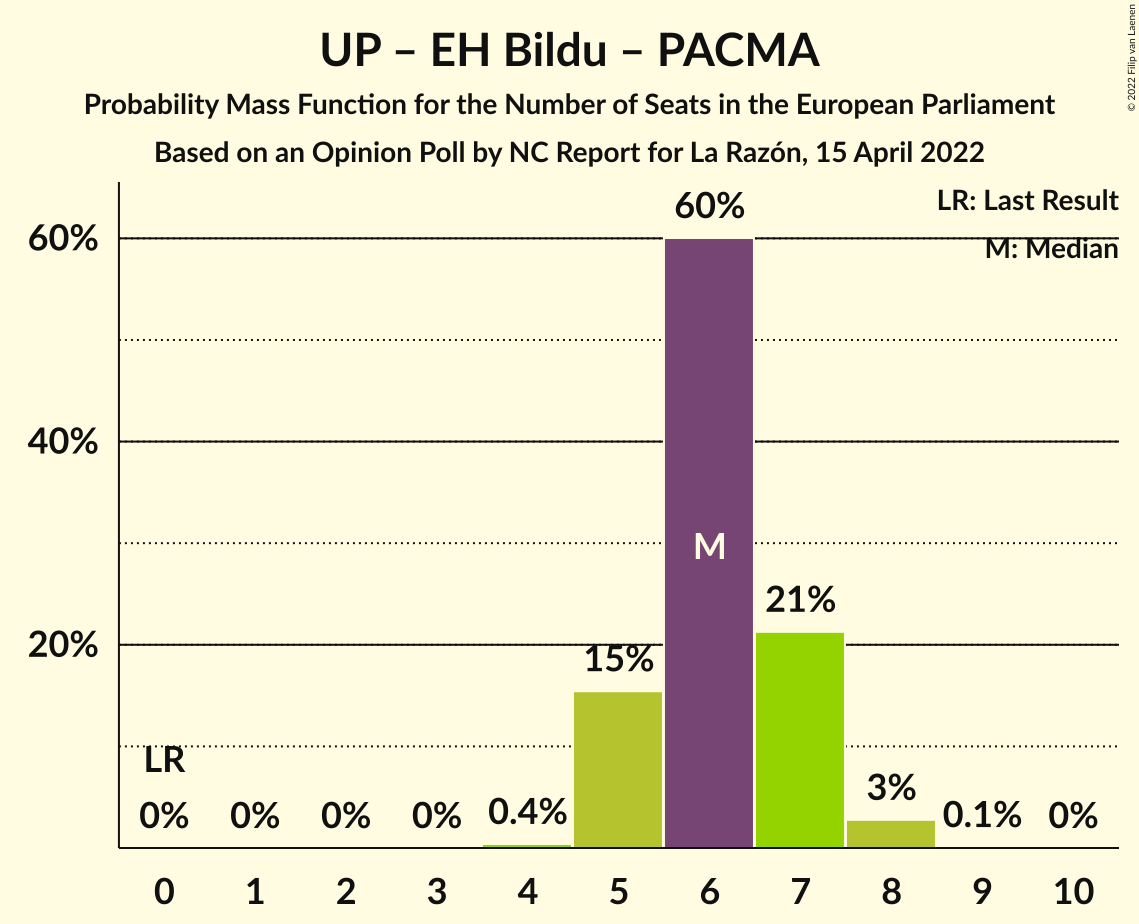 UP – EH Bildu – PACMA
Probability Mass Function for the Number of Seats in the European Parliament
Based on an Opinion Poll by NC Report for La Razón, 15 April 2022
© 2022 Filip van Laenen
LR: Last Result
M: Median
60%
40%
20%
LR
0%
0%
0%
0%
0.4%
15%
60%
M
21%
3%
0.1%
0%
0 1 2 3 4 5 6 7 8 9 10